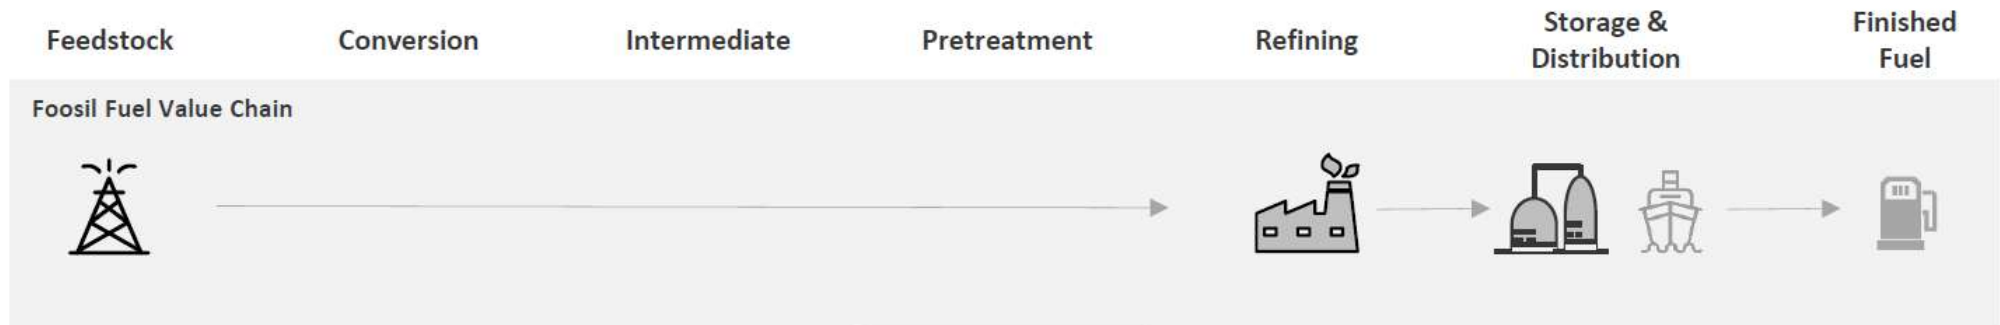 Feedstock
Conversion
Intermediate
Pretreatment
Refining
Storage &
Distribution
Finished
Fuel
Foosil Fuel Value Chain